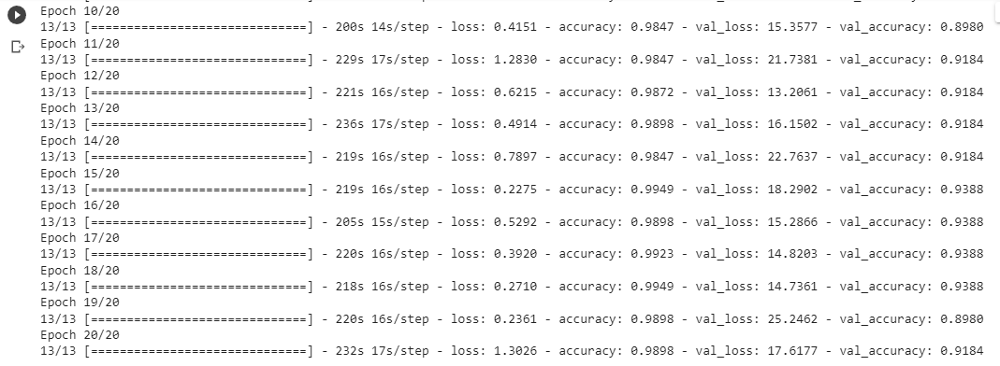 Epoch 10/20
13/13 [==============================] - 200s 14s/step - loss: 0.4151 - accuracy: 0.9847 - val_loss: 15.3577 - val_accuracy: 0.8980
Epoch 11/20
13/13 [==============================] - 229s 17s/step - loss: 1.2830 - accuracy: 0.9847 - val_loss: 21.7381 - val_accuracy: 0.9184
Epoch 12/20
13/13 [==============================] - 221s 16s/step - loss: 0.6215 - accuracy: 0.9872 - val_loss: 13.2061 - val_accuracy: 0.9184
Epoch 13/20
13/13 [==============================] - 236s 17s/step - loss: 0.4914 - accuracy: 0.9898 - val_loss: 16.1502 - val_accuracy: 0.9184
Epoch 14/20
13/13 [==============================] - 219s 16s/step - loss: 0.7897 - accuracy: 0.9847 - val_loss: 22.7637 - val_accuracy: 0.9184
Epoch 15/20
13/13 [==============================] - 219s 16s/step - loss: 0.2275 - accuracy: 0.9949 - val_loss: 18.2902 - val_accuracy: 0.9388
Epoch 16/20
13/13 [==============================] - 205s 15s/step - loss: 0.5292 - accuracy: 0.9898 - val_loss: 15.2866 - val_accuracy: 0.9388
Epoch 17/20
13/13 [==============================] - 220s 16s/step - loss: 0.3920 - accuracy: 0.9923 - val_loss: 14.8203 - val_accuracy: 0.9388
Epoch 18/20
13/13 [==============================] - 218s 16s/step - loss: 0.2710 - accuracy: 0.9949 - val_loss: 14.7361 - val_accuracy: 0.9388
Epoch 19/20
13/13 [==============================] - 220s 16s/step - loss: 0.2361 - accuracy: 0.9898 - val_loss: 25.2462 - val_accuracy: 0.8980
Epoch 20/20
13/13 [==============================] - 232s 17s/step - loss: 1.3026 - accuracy: 0.9898 - val_loss: 17.6177 - val_accuracy: 0.9184